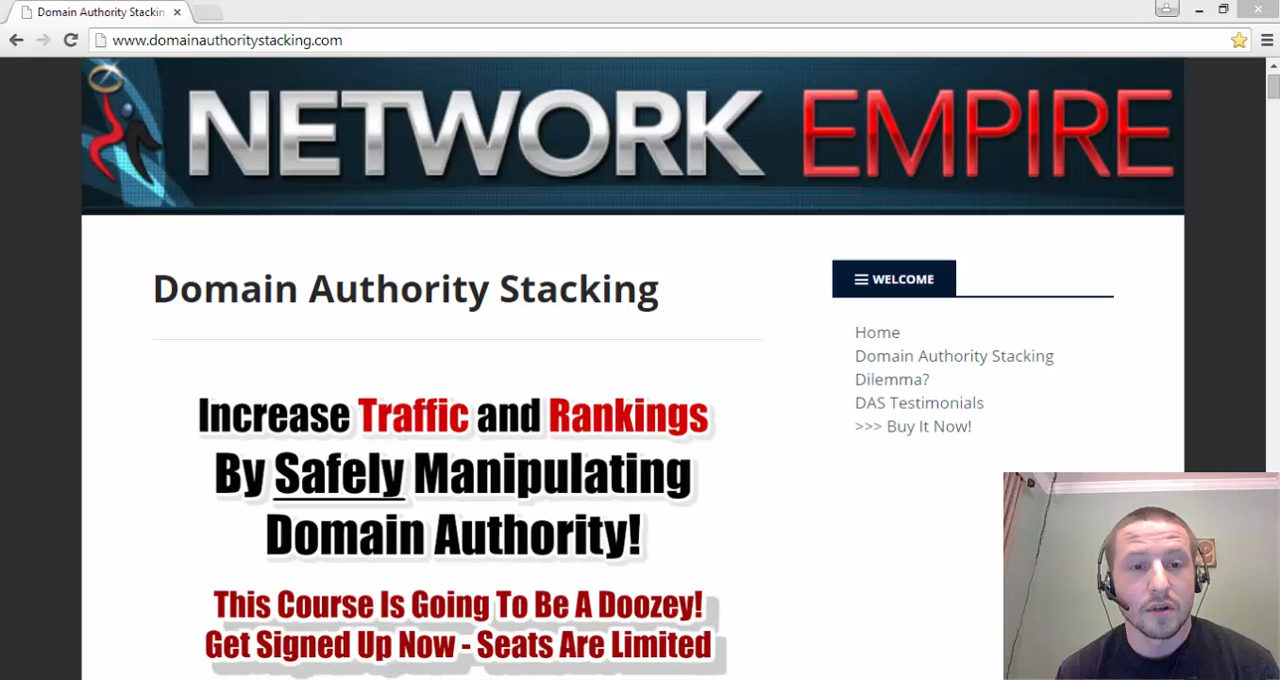 Domain Authority Stackin
www.domainauthoritystacking.com
NETWORK EMPIRE
Domain Authority Stacking
WELCOME
Home
Domain Authority Stacking
Dilemma?
DAS Testimonials
>>> Buy It Now!
Increase Traffic and Rankings
By Safely Manipulating
Domain Authority!
This Course Is Going To Be A Doozey!
Get Signed Up Now - Seats Are Limited